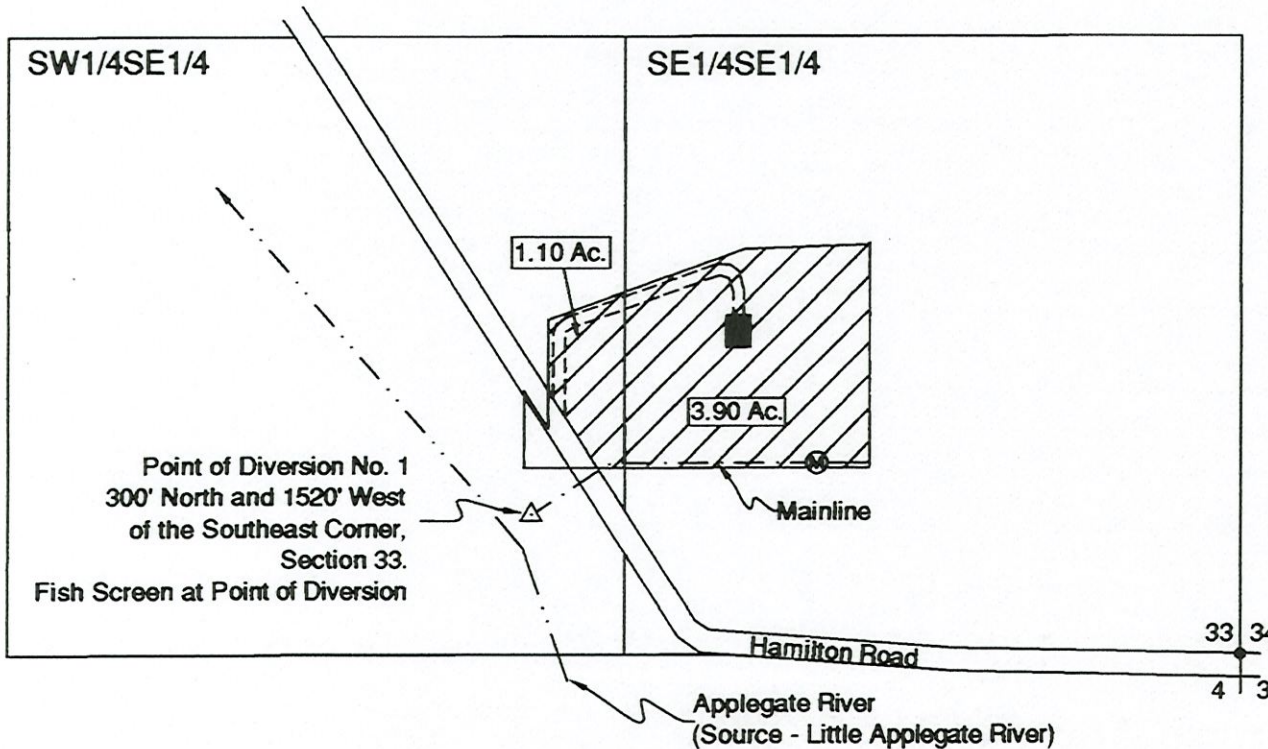 SW1/4SE1/4
SE1/4SE1/4
1.10 Ac.
3.90 Ac.
M
Point of Diversion No. 1
300' North and 1520' West
of the Southeast Corner,
Section 33.
Fish Screen at Point of Diversion
Mainline
Hamilton Road
33 34
4 3
Applegate River
(Source - Little Applegate River)